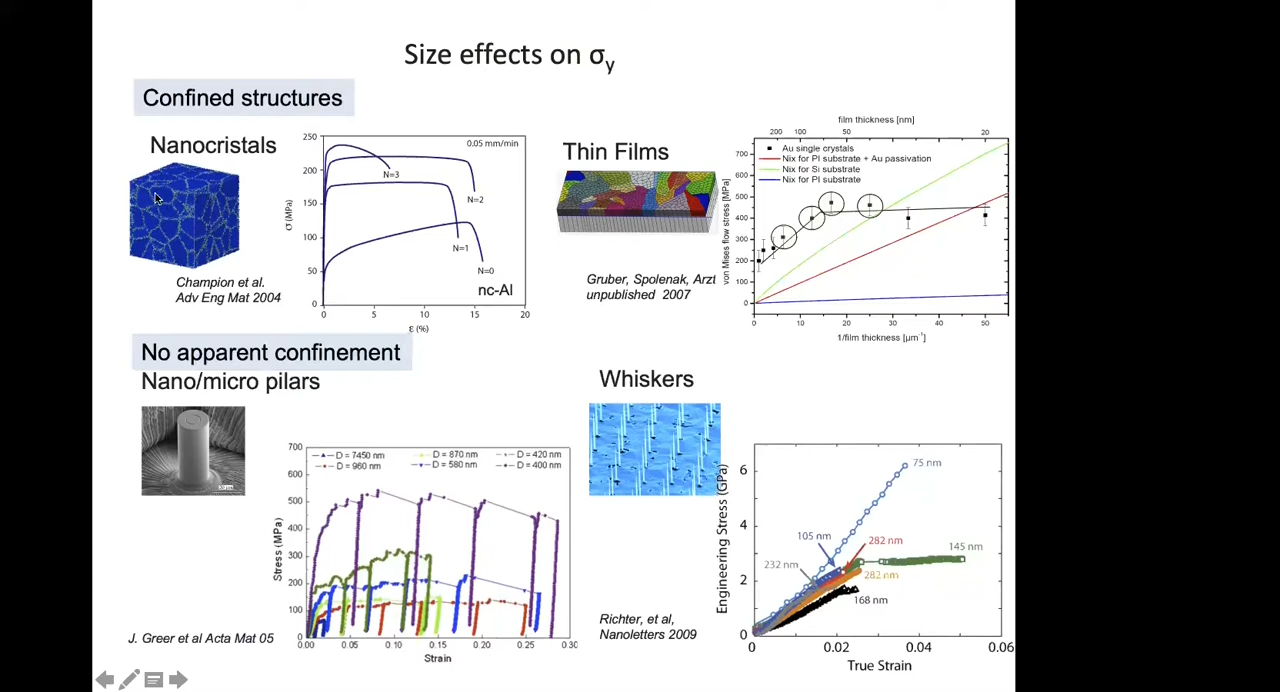 Size effects on σy
Confined structures
Nanocristals
Champion et al.
Adv Eng Mat 2004
σ (MPa)
250
200
150
100
50
0
0.05 mm/min
N=3
N=2
N=1
N=0
nc-Al
0
5
10
15
20
ε (%)
Thin Films
Gruber, Spolenak, Arzt
unpublished 2007
film thickness [nm]
200 100 50 20
von Mises flow stress [MPa]
700
600
500
400
300
200
100
0
Au single crystals
Nix for PI substrate + Au passivation
Nix for Si substrate
Nix for PI substrate
0 10 20 30 40 50
1/film thickness [µm⁻¹]
No apparent confinement
Nano/micro pilars
J. Greer et al Acta Mat 05
Stress (MPa)
700
600
500
400
300
200
100
0
D = 7450 nm D = 870 nm D = 420 nm
D = 960 nm D = 580 nm D = 400 nm
0.00 0.05 0.10 0.15 0.20 0.25 0.30
Strain
Whiskers
Richter, et al,
Nanoletters 2009
Engineering Stress (GPa)
6
4
2
0
75 nm
105 nm
282 nm
145 nm
232 nm
282 nm
168 nm
0 0.02 0.04 0.06
True Strain